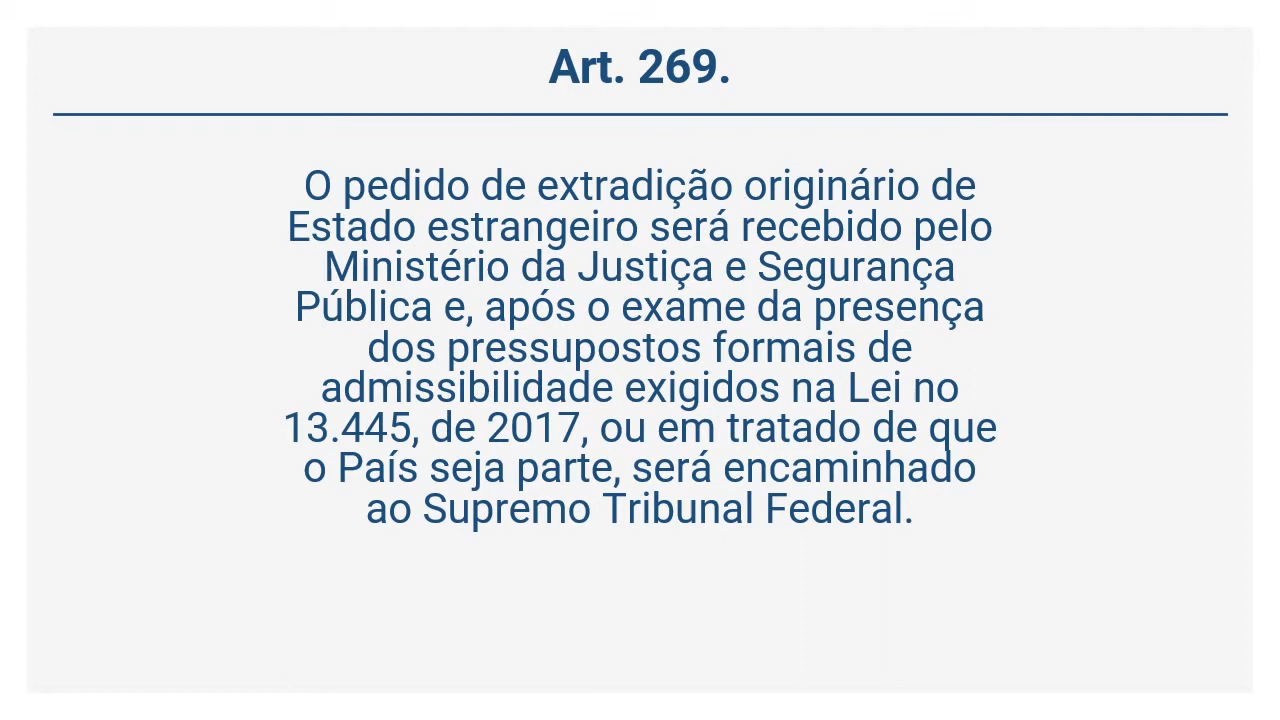 Art. 269.
O pedido de extradição originário de
Estado estrangeiro será recebido pelo
Ministério da Justiça e Segurança
Pública e, após o exame da presença
dos pressupostos formais de
admissibilidade exigidos na Lei no
13.445, de 2017, ou em tratado de que
o País seja parte, será encaminhado
ao Supremo Tribunal Federal.